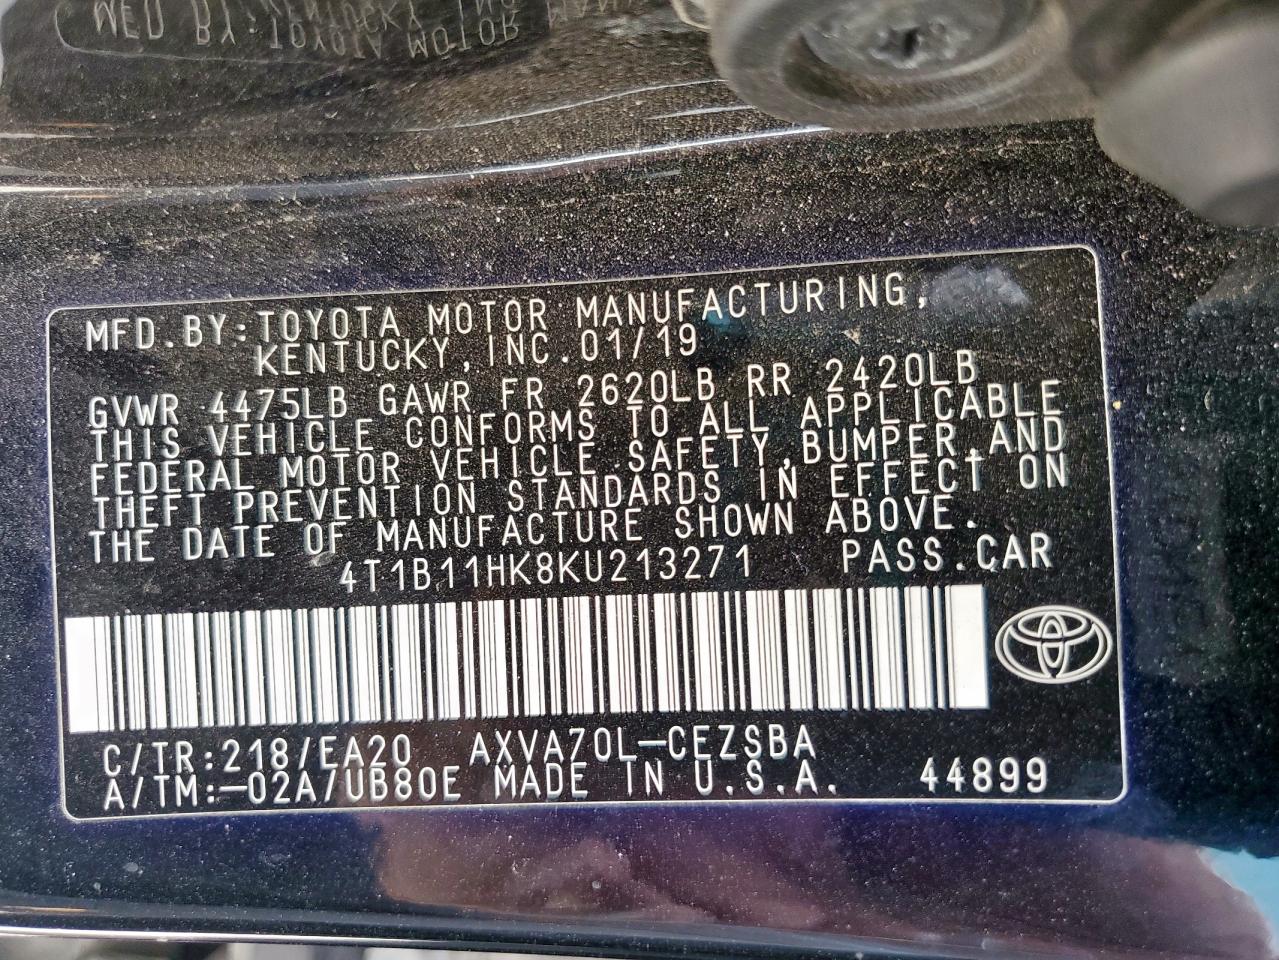 MFD.BY:TOYOTA MOTOR MANUFACTURING,
KENTUCKY,INC.01/19
GVWR 4475LB GAWR FR 2620LB RR 2420LB
THIS VEHICLE CONFORMS TO ALL APPLICABLE
FEDERAL MOTOR VEHICLE SAFETY,BUMPER,AND
THEFT PREVENTION STANDARDS IN EFFECT ON
THE DATE OF MANUFACTURE SHOWN ABOVE.
4T1B11HK8KU213271 PASS.CAR
C/TR:218/EA20 AXVA70L-CEZSBA
A/TM:-02A/UB80E MADE IN U.S.A. 44899